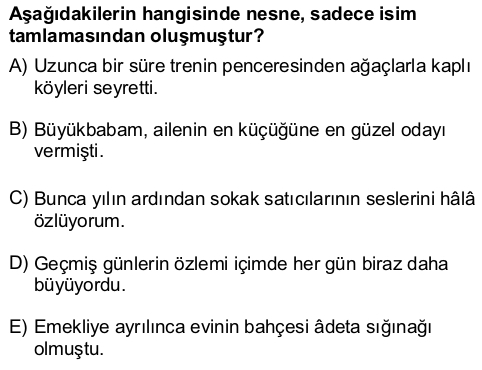 Aşağıdakilerin hangisinde nesne, sadece isim
tamlamasından oluşmuştur?
A) Uzunca bir süre trenin penceresinden ağaçlarla kaplı
köyleri seyretti.
B) Büyükbabam, ailenin en küçüğüne en güzel odayı
vermişti.
C) Bunca yılın ardından sokak satıcılarının seslerini hâlâ
özlüyorum.
D) Geçmiş günlerin özlemi içimde her gün biraz daha
büyüyordu.
E) Emekliye ayrılınca evinin bahçesi âdeta sığınağı
olmuştu.